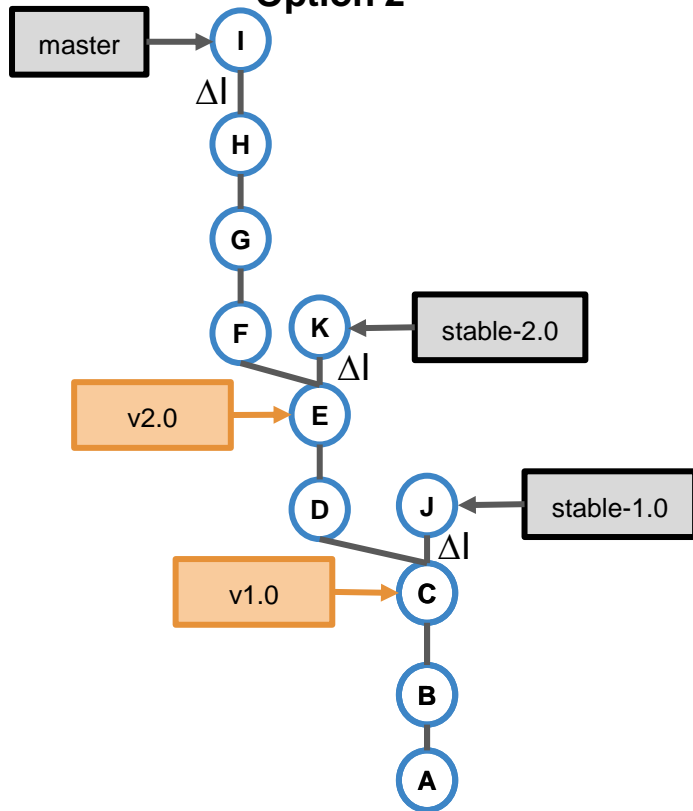 Option 2
master
I
ΔI
H
G
F
K
stable-2.0
ΔI
v2.0
E
D
J
stable-1.0
ΔI
v1.0
C
B
A